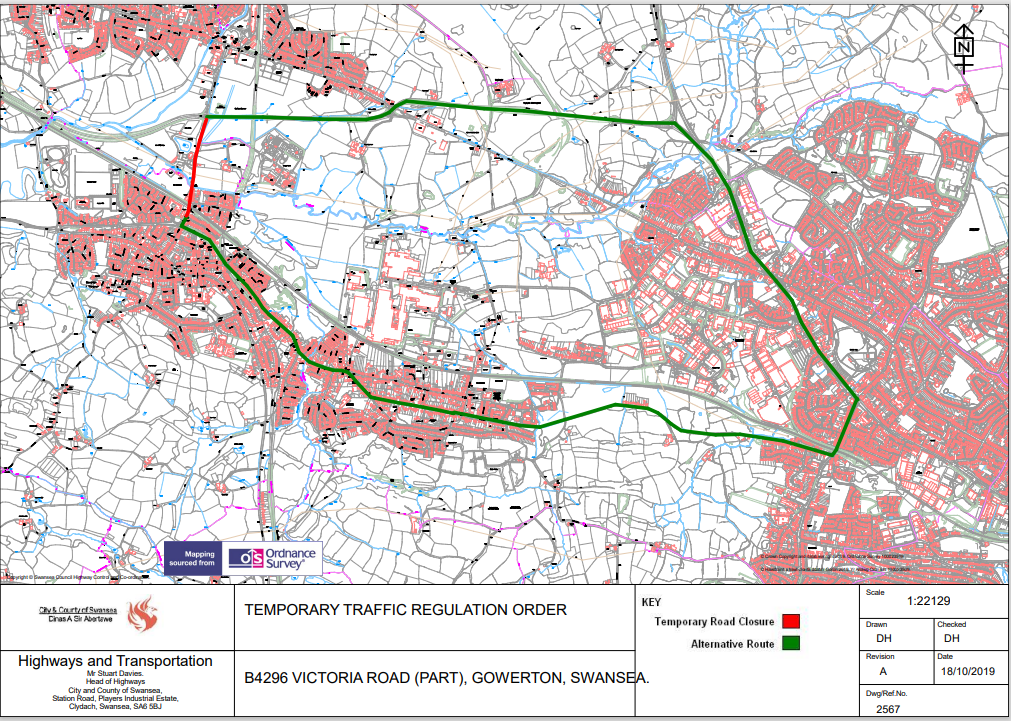 N
Mapping
sourced from
OS Ordnance
Survey
City & County of Swansea
Dinas A Sir Abertawe
Highways and Transportation
Mr Stuart Davies.
Head of Highways
City and County of Swansea,
Station Road, Players Industrial Estate,
Clydach, Swansea, SA6 5BJ
TEMPORARY TRAFFIC REGULATION ORDER
B4296 VICTORIA ROAD (PART), GOWERTON, SWANSEA.
KEY
Temporary Road Closure
Alternative Route
Scale
1:22129
Drawn
DH
Checked
DH
Revision
A
Date
18/10/2019
Dwg/Ref.No.
2567